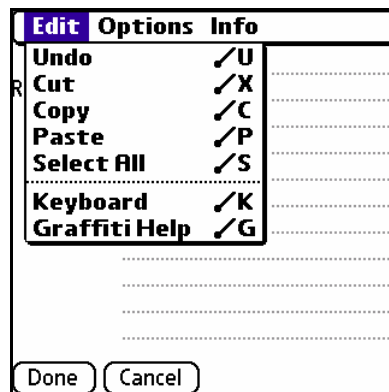 Edit Options Info
Undo /U
R Cut /X
Copy /C
Paste /P
Select All /S
Keyboard /K
Graffiti Help /G
Done Cancel